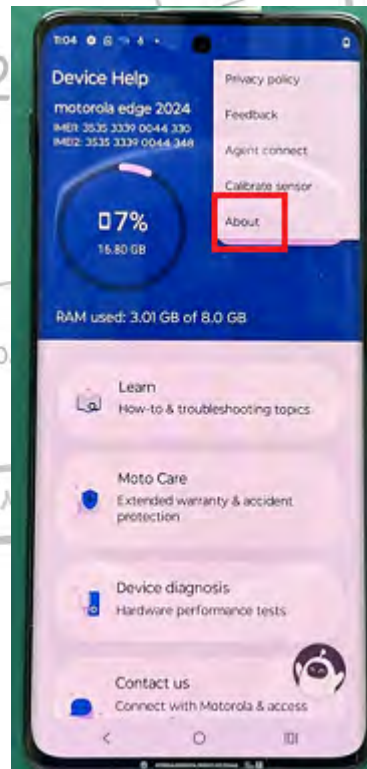 11:04
Device Help
motorola edge 2024
IMEI1: 3535 3339 0044 330
IMEI2: 3535 3339 0044 348
7%
16.80 GB
RAM used: 3.01 GB of 8.0 GB
Privacy policy
Feedback
Agent connect
Calibrate sensor
About
Learn
How-to & troubleshooting topics
Moto Care
Extended warranty & accident
protection
Device diagnosis
Hardware performance tests
Contact us
Connect with Motorola & access